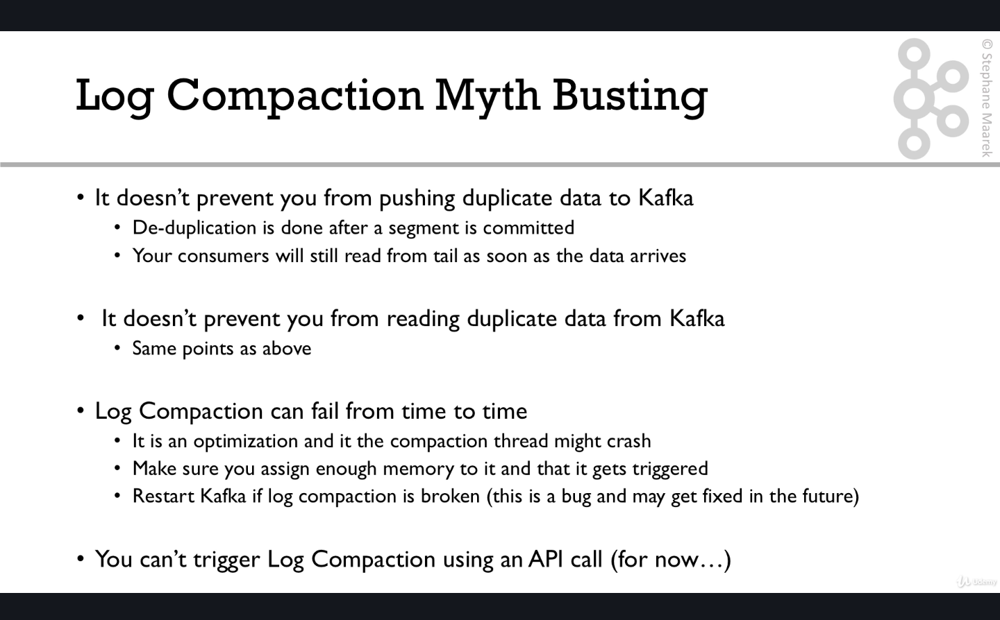 Log Compaction Myth Busting
© Stephane Maarek
• It doesn’t prevent you from pushing duplicate data to Kafka
• De-duplication is done after a segment is committed
• Your consumers will still read from tail as soon as the data arrives
• It doesn’t prevent you from reading duplicate data from Kafka
• Same points as above
• Log Compaction can fail from time to time
• It is an optimization and it the compaction thread might crash
• Make sure you assign enough memory to it and that it gets triggered
• Restart Kafka if log compaction is broken (this is a bug and may get fixed in the future)
• You can’t trigger Log Compaction using an API call (for now…)
Udemy